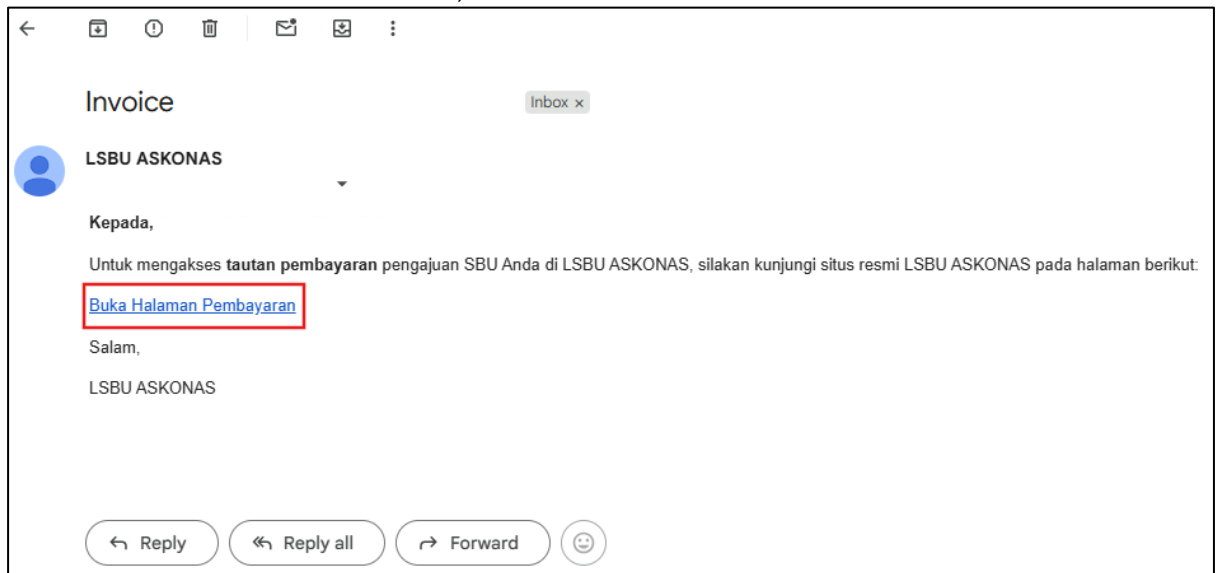 Invoice
Inbox ×
LSBU ASKONAS
Kepada,
Untuk mengakses tautan pembayaran pengajuan SBU Anda di LSBU ASKONAS, silakan kunjungi situs resmi LSBU ASKONAS pada halaman berikut:
Buka Halaman Pembayaran
Salam,
LSBU ASKONAS
Reply
Reply all
Forward